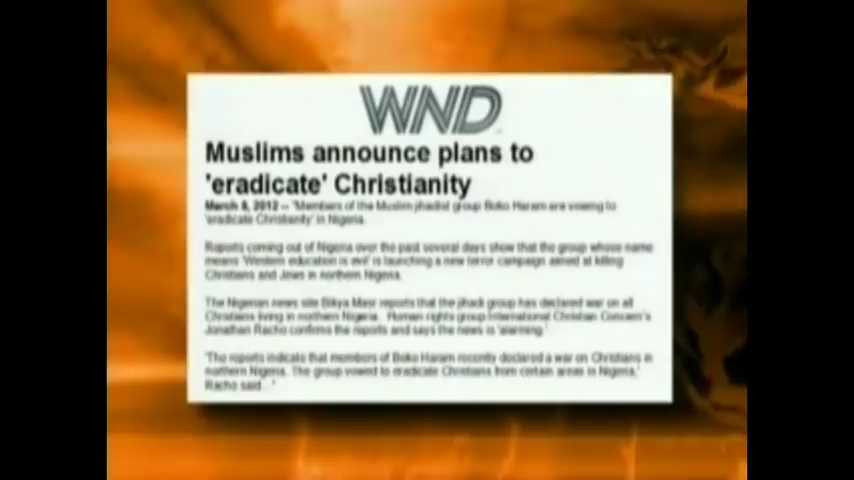 WND
Muslims announce plans to
'eradicate' Christianity
March 8, 2012 -- "Members of the Muslim jihadist group Boko Haram are vowing to
'eradicate Christianity' in Nigeria.
Reports coming out of Nigeria over the past several days show that the group whose name
means 'Western education is evil' is launching a new terror campaign aimed at killing
Christians and Jews in northern Nigeria.
The Nigerian news site Bikya Masr reports that the jihadi group has declared war on all
Christians living in northern Nigeria. Human rights group International Christian Concern's
Jonathan Racho confirms the reports and says the news is 'alarming.'
'The reports indicate that members of Boko Haram recently declared a war on Christians in
northern Nigeria. The group vowed to eradicate Christians from certain areas in Nigeria,'
Racho said..."